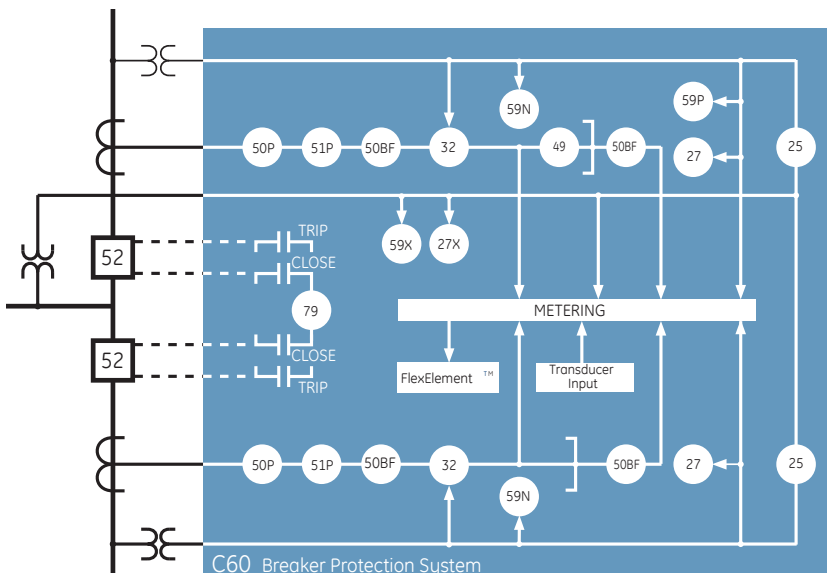 59N
59P
50P 51P 50BF 32 49 50BF 27 25
TRIP
59X 27X
52
CLOSE
79
METERING
52
CLOSE
FlexElement ™
Transducer
Input
TRIP
50P 51P 50BF 32 50BF 27 25
59N
C60 Breaker Protection System